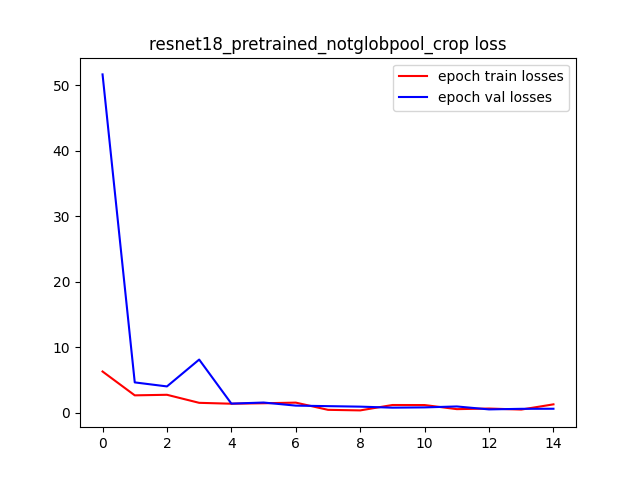 resnet18_pretrained_notglobpool_crop loss
epoch train losses
epoch val losses
50
40
30
20
10
0
0 2 4 6 8 10 12 14